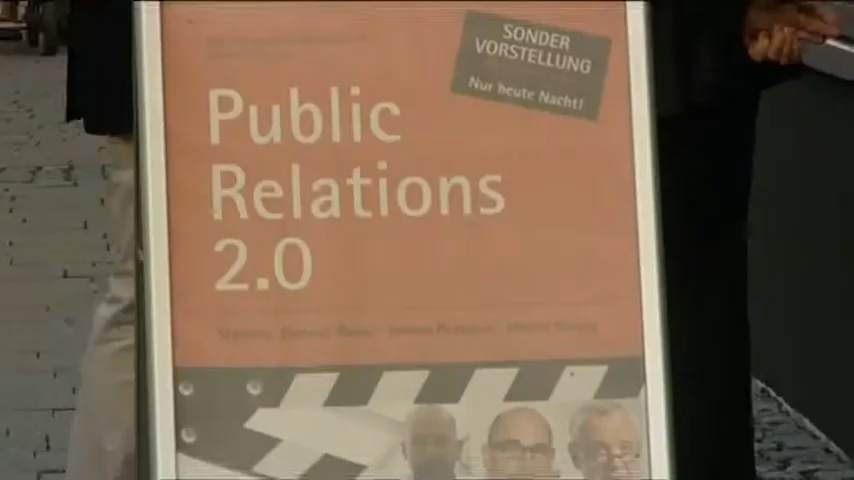 SONDER
VORSTELLUNG
Nur heute Nacht!
Public
Relations
2.0